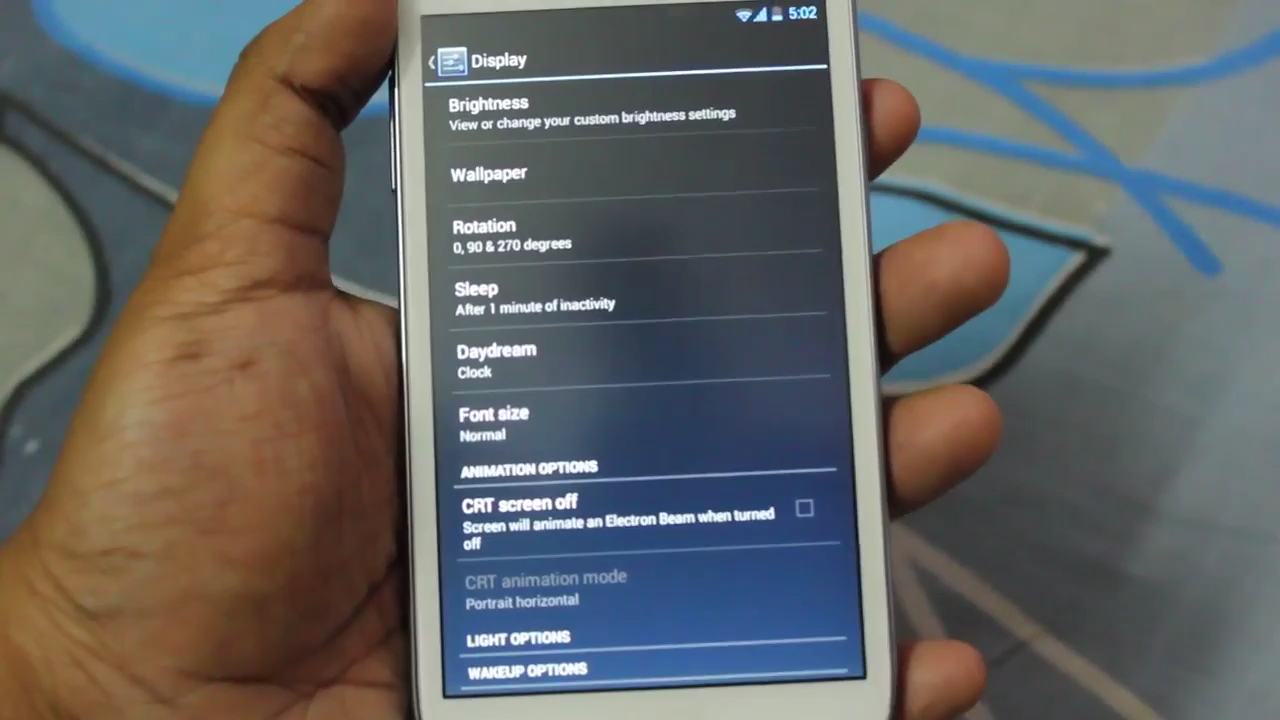 5:02
Display
Brightness
View or change your custom brightness settings
Wallpaper
Rotation
0, 90 & 270 degrees
Sleep
After 1 minute of inactivity
Daydream
Clock
Font size
Normal
ANIMATION OPTIONS
CRT screen off
Screen will animate an Electron Beam when turned
off
CRT animation mode
Portrait horizontal
LIGHT OPTIONS
WAKEUP OPTIONS